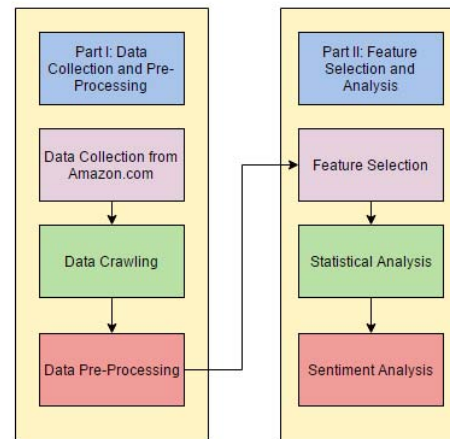 Part I: Data
Collection and Pre-
Processing
Data Collection from
Amazon.com
Data Crawling
Data Pre-Processing
Part II: Feature
Selection and
Analysis
Feature Selection
Statistical Analysis
Sentiment Analysis